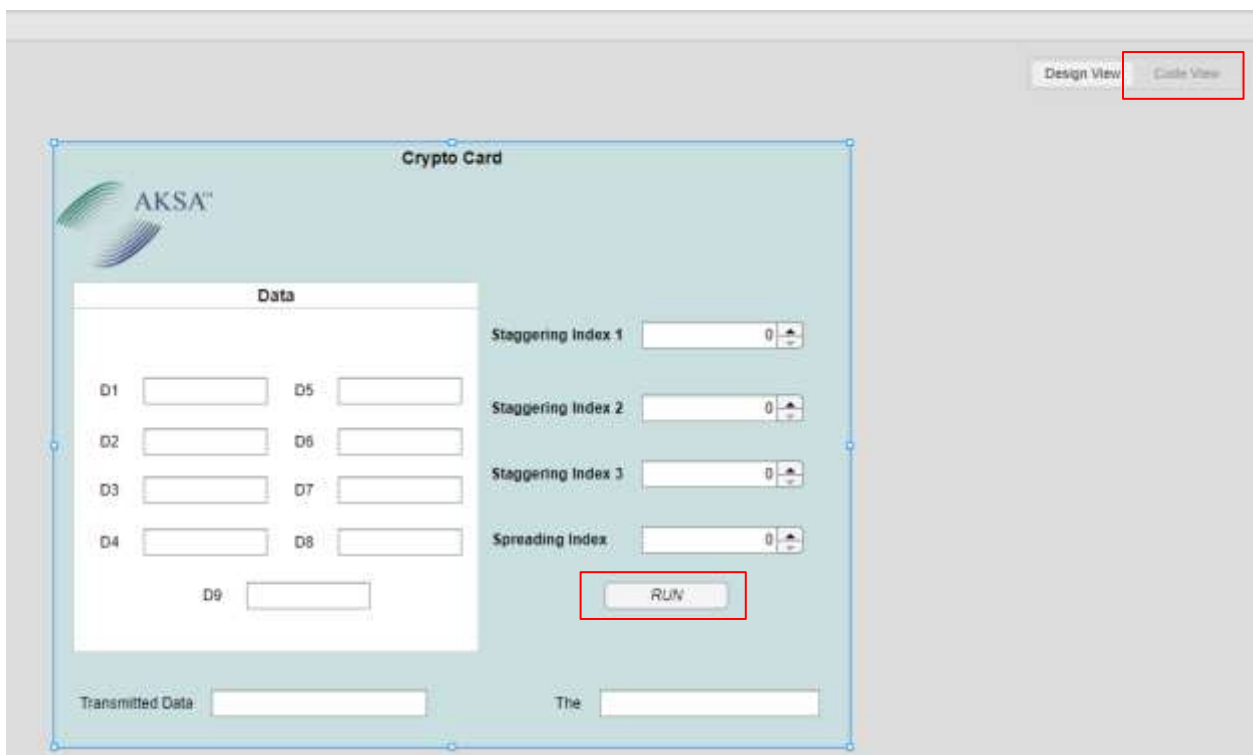 Design View Code View
Crypto Card
AKSA™
Data
Staggering Index 1 0
D1 D5
Staggering Index 2 0
D2 D6
Staggering Index 3 0
D3 D7
Spreading Index 0
D4 D8
D9
RUN
Transmitted Data The